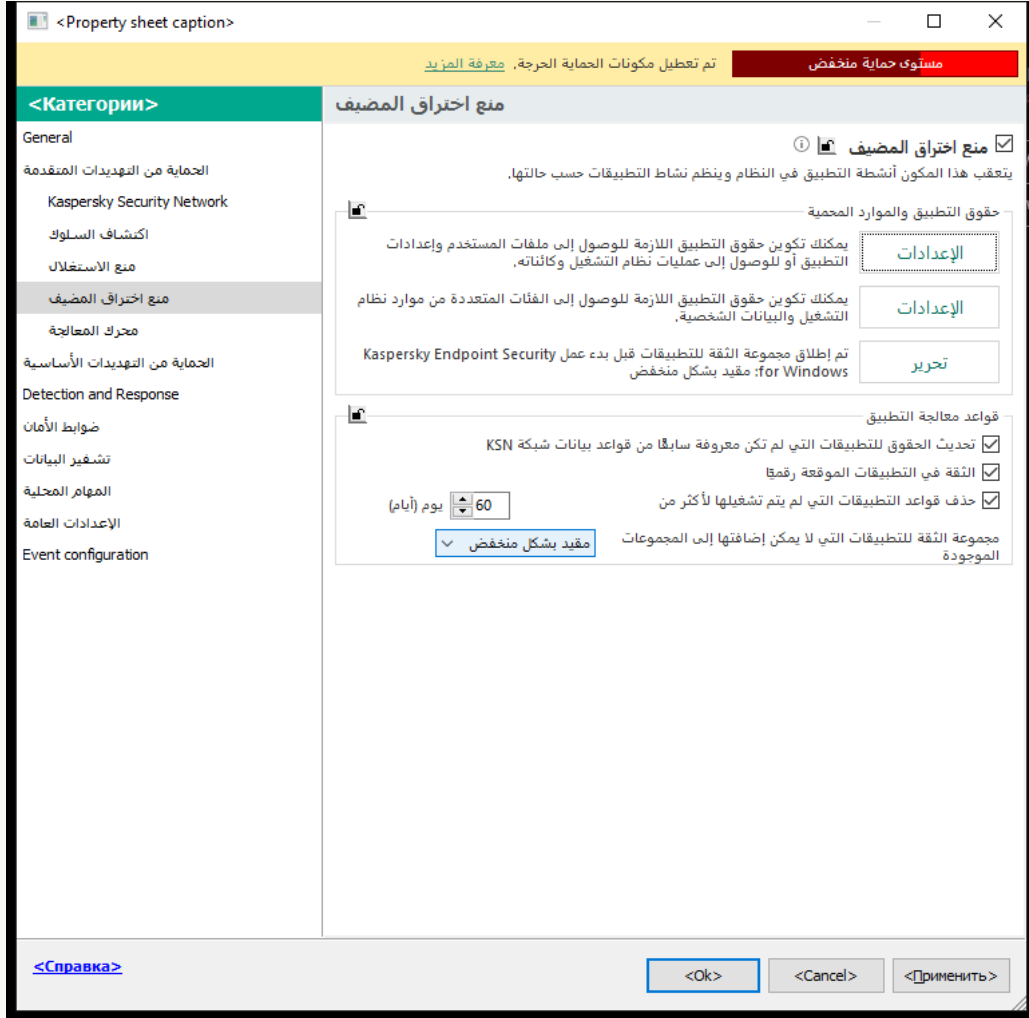 <Property sheet caption>
مستوى حماية منخفض
تم تعطيل مكونات الحماية الحرجة. معرفة المزيد
<Категории>
General
الحماية من التهديدات المتقدمة
Kaspersky Security Network
اكتشاف السلوك
منع الاستغلال
منع اختراق المضيف
محرك المعالجة
الحماية من التهديدات الأساسية
Detection and Response
ضوابط الأمان
تشفير البيانات
المهام المحلية
الإعدادات العامة
Event configuration
منع اختراق المضيف
منع اختراق المضيف
يتعقب هذا المكون أنشطة التطبيق في النظام وينظم نشاط التطبيقات حسب حالتها.
حقوق التطبيق والموارد المحمية
الإعدادات
يمكنك تكوين حقوق التطبيق اللازمة للوصول إلى ملفات المستخدم وإعدادات
التطبيق أو للوصول إلى عمليات نظام التشغيل وكائناته.
الإعدادات
يمكنك تكوين حقوق التطبيق اللازمة للوصول إلى الفئات المتعددة من موارد نظام
التشغيل والبيانات الشخصية.
تحرير
تم إطلاق مجموعة الثقة للتطبيقات قبل بدء عمل Kaspersky Endpoint Security
for Windows: مقيد بشكل منخفض
قواعد معالجة التطبيق
تحديث الحقوق للتطبيقات التي لم تكن معروفة سابقًا من قواعد بيانات شبكة KSN
الثقة في التطبيقات الموقعة رقميًا
حذف قواعد التطبيقات التي لم يتم تشغيلها لأكثر من 60 يوم (أيام)
مجموعة الثقة للتطبيقات التي لا يمكن إضافتها إلى المجموعات
الموجودة
مقيد بشكل منخفض
<Справка>
<Ok>
<Cancel>
<Применить>